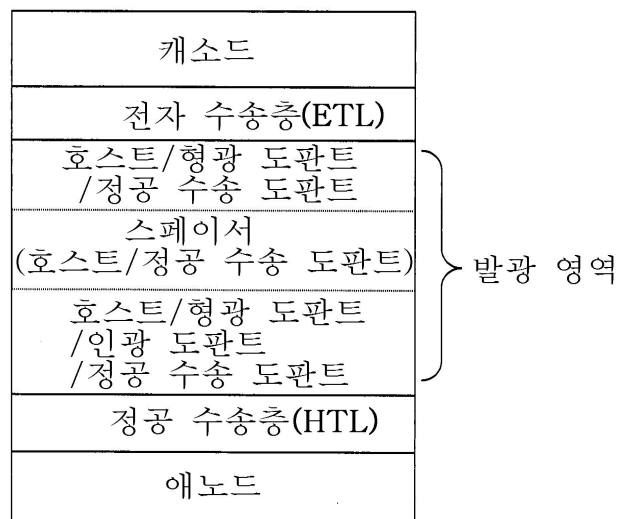 캐소드
전자 수송층(ETL)
호스트/형광 도판트
/정공 수송 도판트
스페이서
(호스트/정공 수송 도판트)
발광 영역
호스트/형광 도판트
/인광 도판트
/정공 수송 도판트
정공 수송층(HTL)
애노드